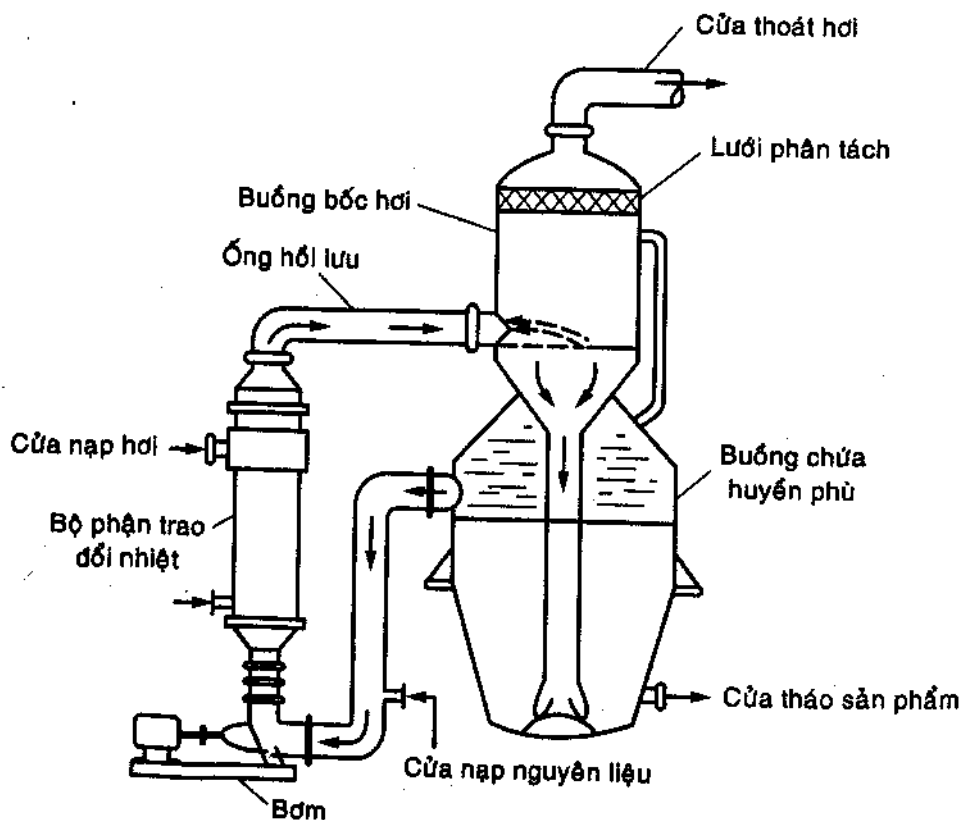 Cửa thoát hơi
Lưới phân tách
Buồng bốc hơi
Ống hồi lưu
Cửa nạp hơi
Buồng chứa
huyền phù
Bộ phận trao
đổi nhiệt
Cửa tháo sản phẩm
Cửa nạp nguyên liệu
Bơm